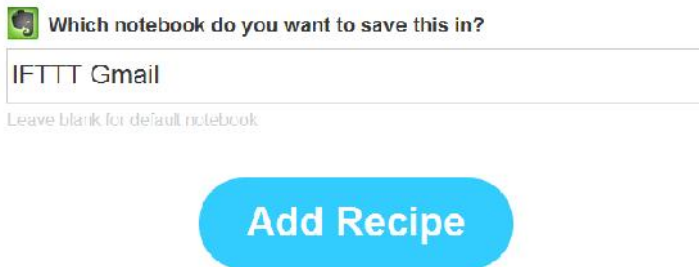 Which notebook do you want to save this in?
IFTTT Gmail
Leave blank for default notebook
Add Recipe